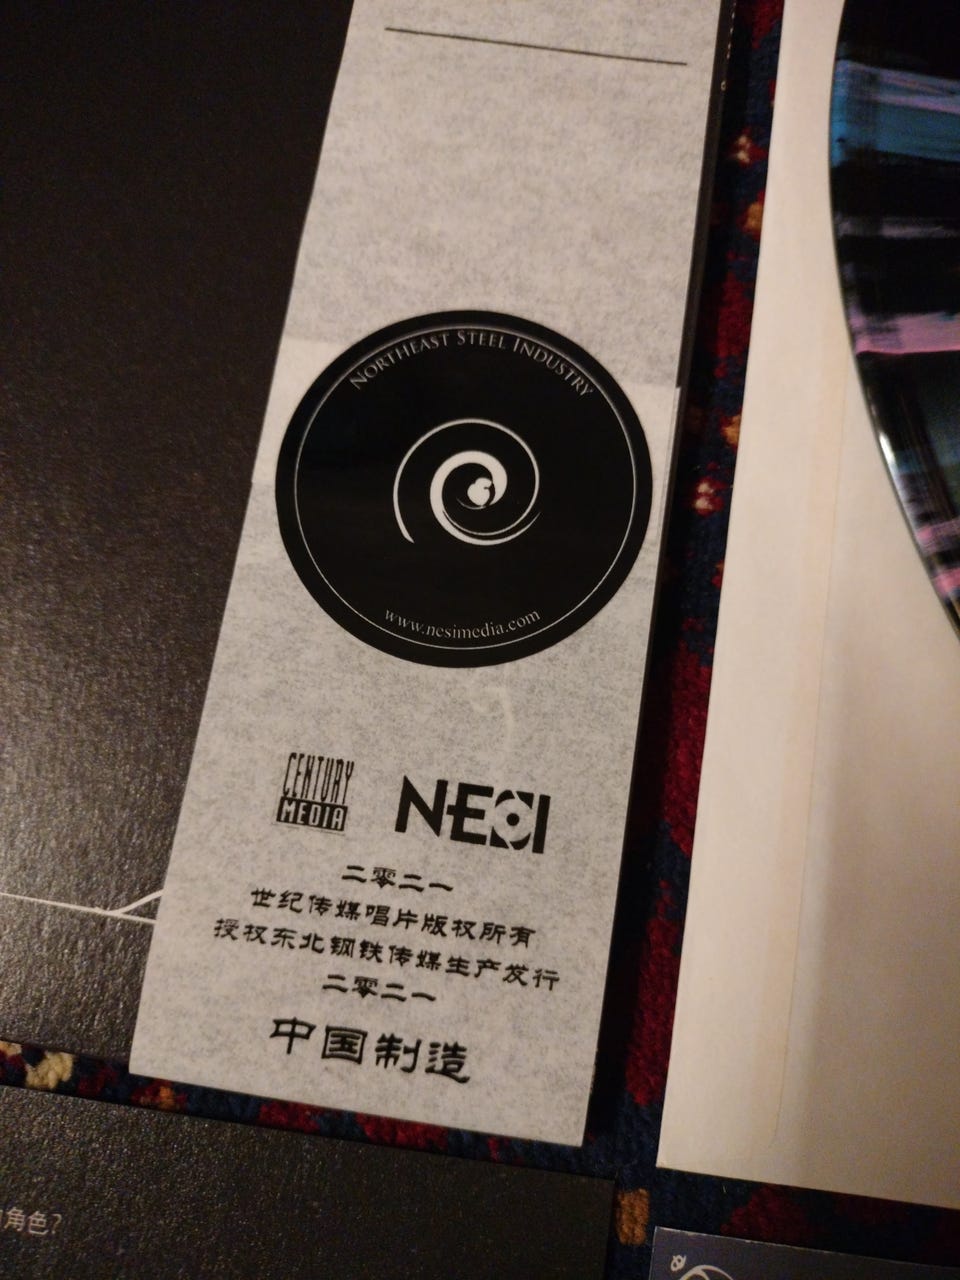 NORTHEAST STEEL INDUSTRY
www.nesimedia.com
CENTURY
MEDIA
NESI
二零二一
世纪传媒唱片版权所有
授权东北钢铁传媒生产发行
二零二一
中国制造
角色?